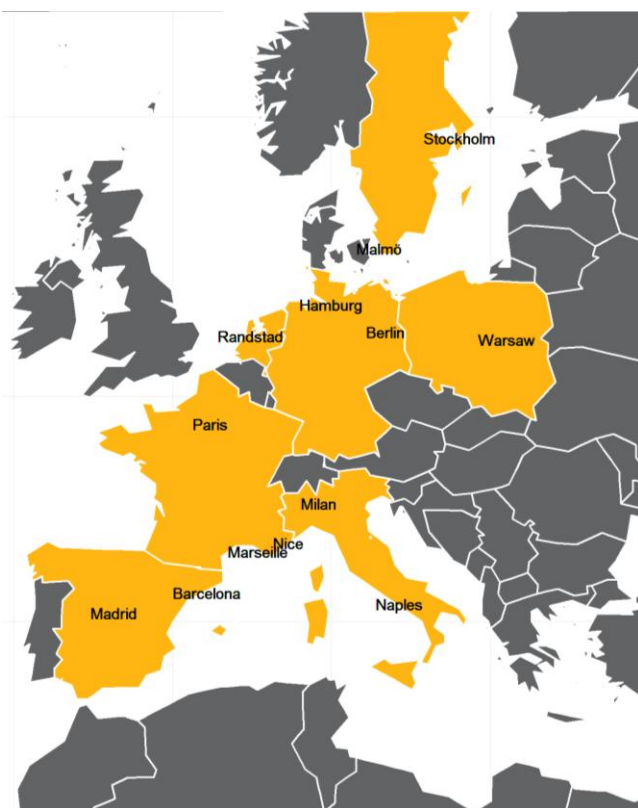 Stockholm
Malmö
Hamburg
Randstad
Berlin
Warsaw
Paris
Milan
Nice
Marseille
Barcelona
Naples
Madrid